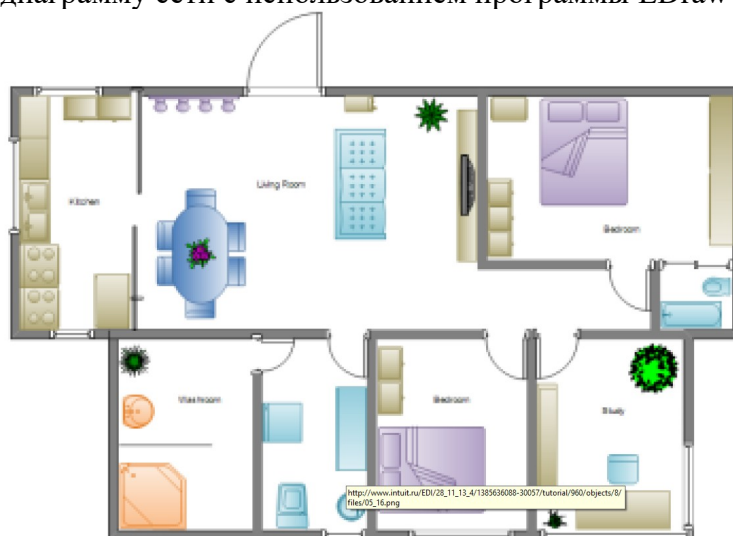 диаграмму сети с использованием программы EDraw
Living Room
Kitchen
Bedroom
Washroom
Bedroom
Study
http://www.intuit.ru/EDI/28_11_13_4/1385636088-30057/tutorial/960/objects/8/
files/05_16.png